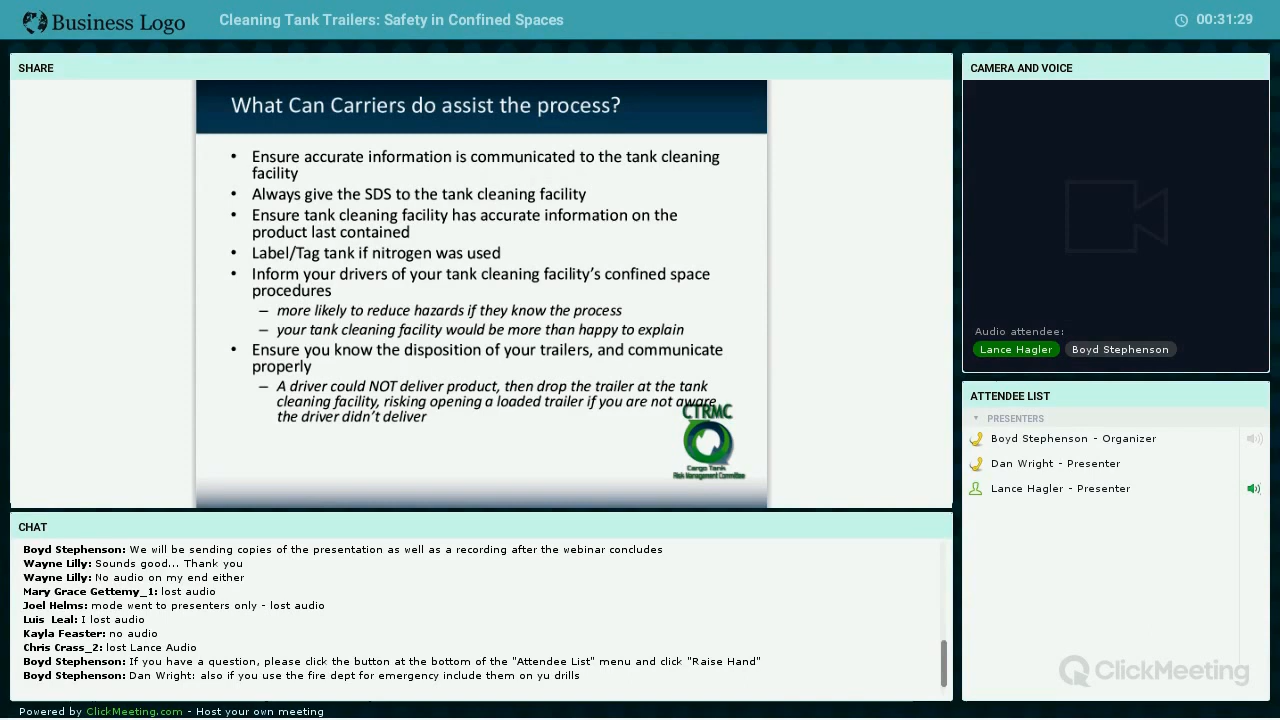 Business Logo
Cleaning Tank Trailers: Safety in Confined Spaces
00:31:29
SHARE
What Can Carriers do assist the process?
• Ensure accurate information is communicated to the tank cleaning
facility
• Always give the SDS to the tank cleaning facility
• Ensure tank cleaning facility has accurate information on the
product last contained
• Label/Tag tank if nitrogen was used
• Inform your drivers of your tank cleaning facility's confined space
procedures
– more likely to reduce hazards if they know the process
– your tank cleaning facility would be more than happy to explain
• Ensure you know the disposition of your trailers, and communicate
properly
– A driver could NOT deliver product, then drop the trailer at the tank
cleaning facility, risking opening a loaded trailer if you are not aware
the driver didn't deliver
CTRMC
Cargo Tank
Risk Management Committee
CAMERA AND VOICE
Audio attendee:
Lance Hagler Boyd Stephenson
ATTENDEE LIST
PRESENTERS
Boyd Stephenson - Organizer
Dan Wright - Presenter
Lance Hagler - Presenter
CHAT
Boyd Stephenson: We will be sending copies of the presentation as well as a recording after the webinar concludes
Wayne Lilly: Sounds good... Thank you
Wayne Lilly: No audio on my end either
Mary Grace Gettemy_1: lost audio
Joel Helms: mode went to presenters only - lost audio
Luis Leal: I lost audio
Kayla Feaster: no audio
Chris Crass_2: lost Lance Audio
Boyd Stephenson: If you have a question, please click the button at the bottom of the "Attendee List" menu and click "Raise Hand"
Boyd Stephenson: Dan Wright: also if you use the fire dept for emergency include them on yu drills
ClickMeeting
Powered by ClickMeeting.com - Host your own meeting